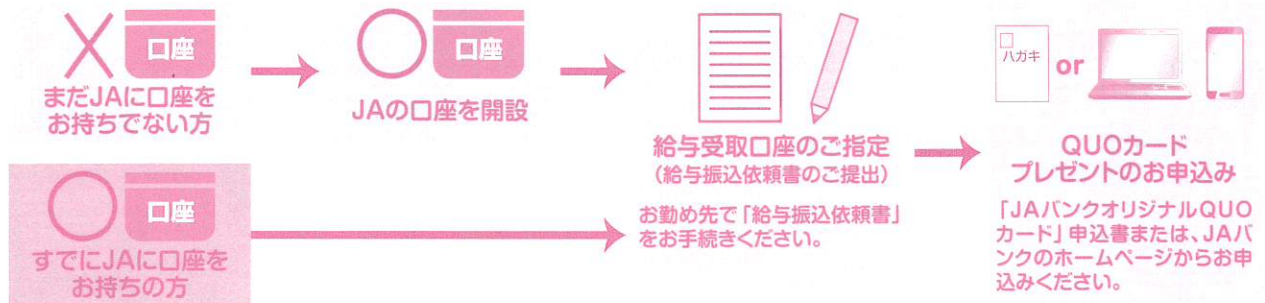 口座
まだJAに口座を
お持ちでない方
口座
JAの口座を開設
給与受取口座のご指定
（給与振込依頼書のご提出）
お勤め先で「給与振込依頼書」
をお手続きください。
口座
すでにJAに口座を
お持ちの方
ハガキ
or
QUOカード
プレゼントのお申込み
「JAバンクオリジナルQUO
カード」申込書または、JAバ
ンクのホームページからお申
込みください。